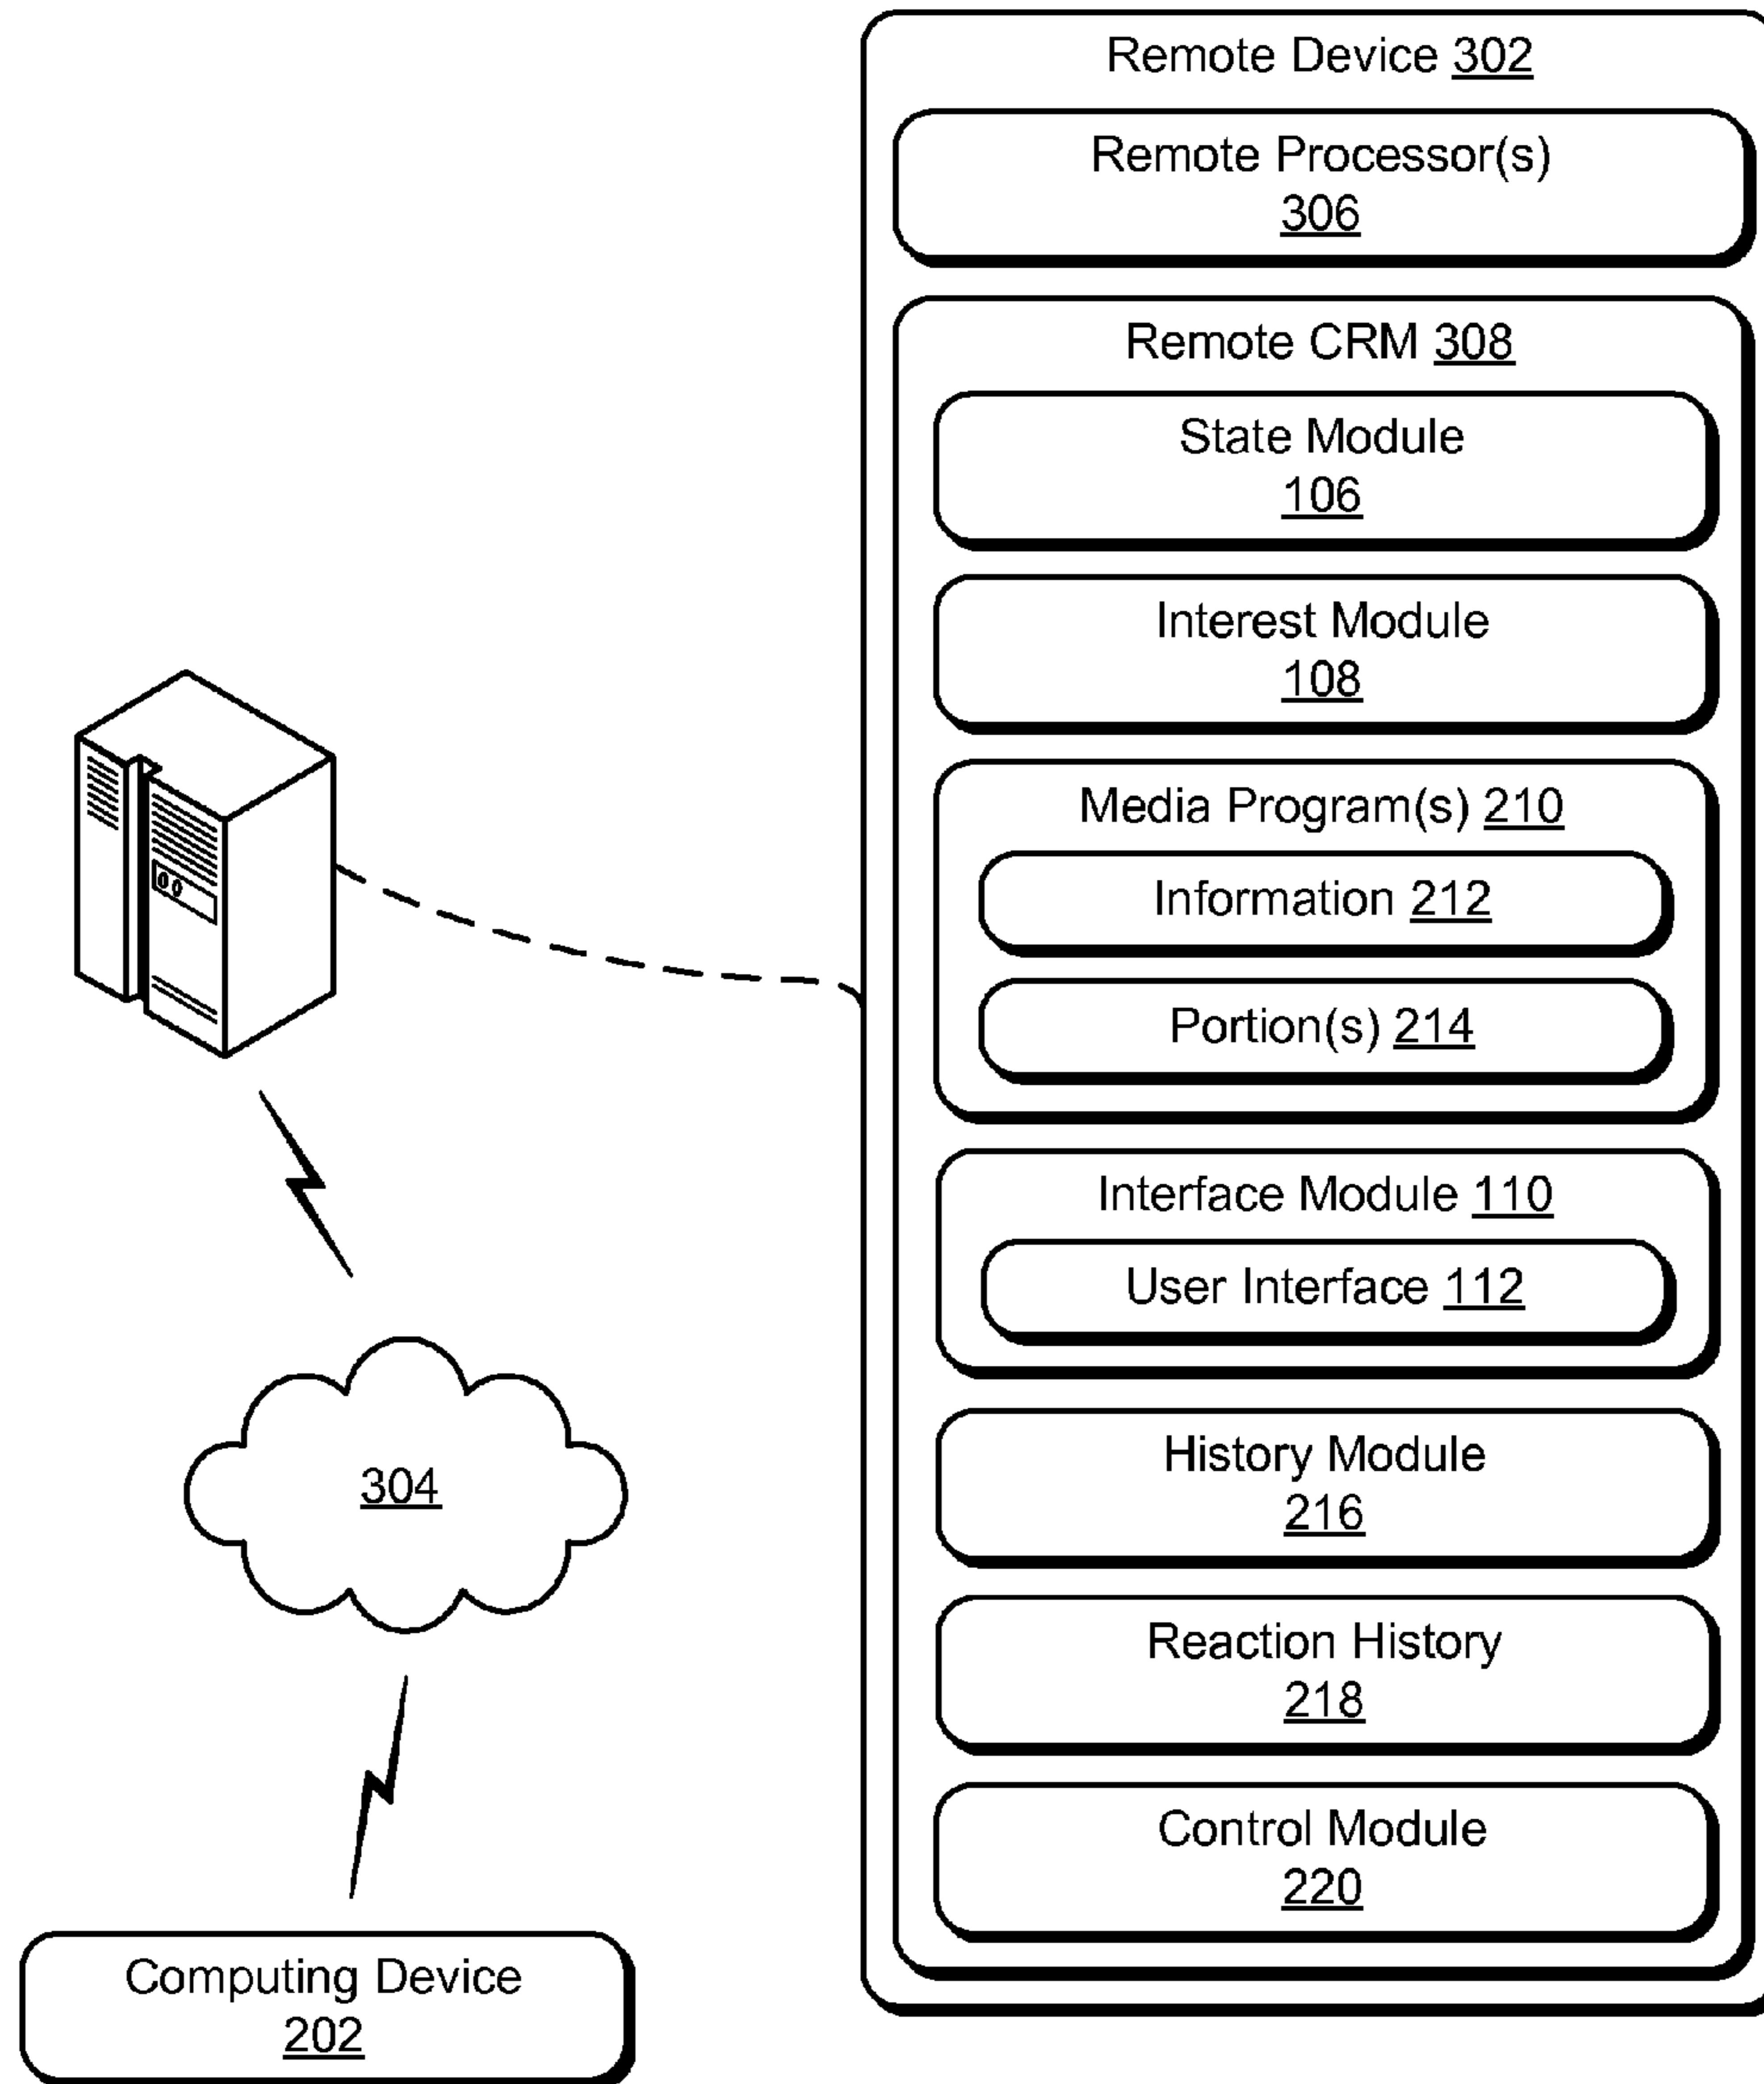 Remote Device 302
Remote Processor(s)
306
Remote CRM 308
State Module
106
Interest Module
108
Media Program(s) 210
Information 212
Portion(s) 214
Interface Module 110
User Interface 112
History Module
216
Reaction History
218
Control Module
220
304
Computing Device
202